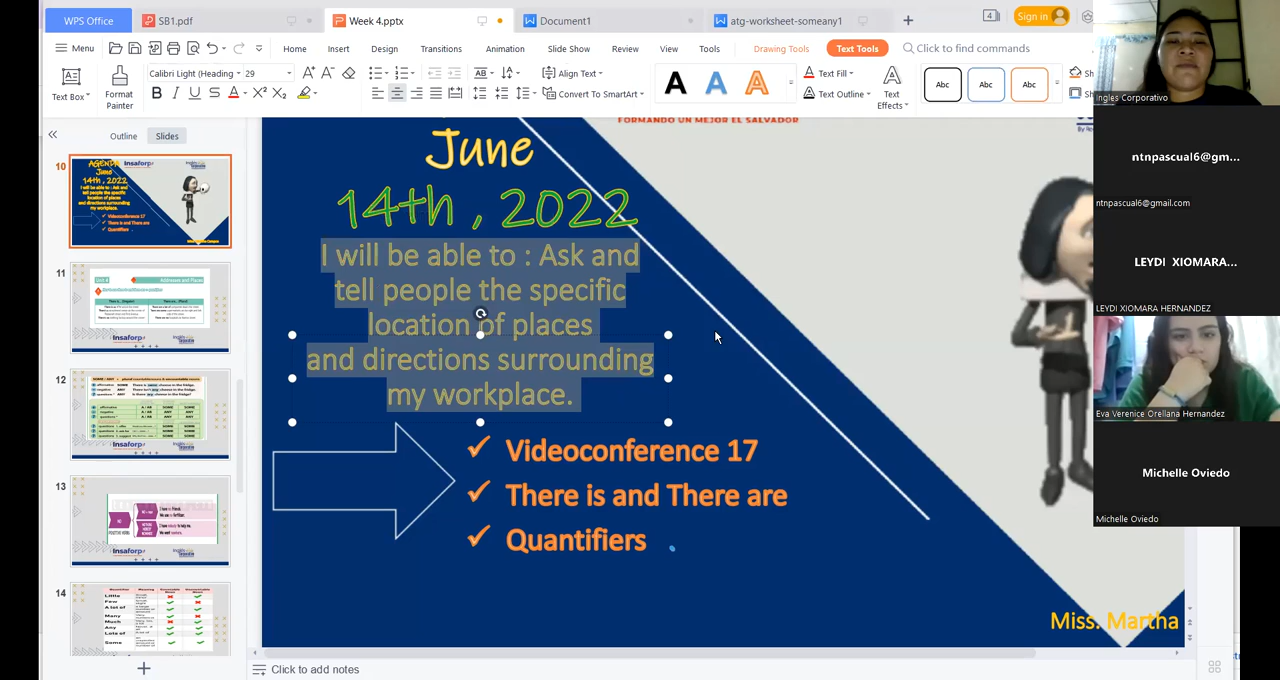 WPS Office
SB1.pdf
Week 4.pptx
Document1
atg-worksheet-someany1
4
Sign in
Menu
Home
Insert
Design
Transitions
Animation
Slide Show
Review
View
Tools
Drawing Tools
Text Tools
Click to find commands
Text Box
Format
Painter
Calibri Light (Heading
29
Align Text
Convert To SmartArt
Text Fill
Text Outline
Text
Effects
Abc
Abc
Abc
Outline
Slides
10
11
12
13
14
FORMANDO UN MEJOR EL SALVADOR
June
14th , 2022
I will be able to : Ask and
tell people the specific
location of places
and directions surrounding
my workplace.
Videoconference 17
There is and There are
Quantifiers
Miss. Martha
Click to add notes
Ingles Corporativo
ntnpascual6@gm...
ntnpascual6@gmail.com
LEYDI XIOMARA...
LEYDI XIOMARA HERNANDEZ
Eva Verenice Orellana Hernandez
Michelle Oviedo
Michelle Oviedo